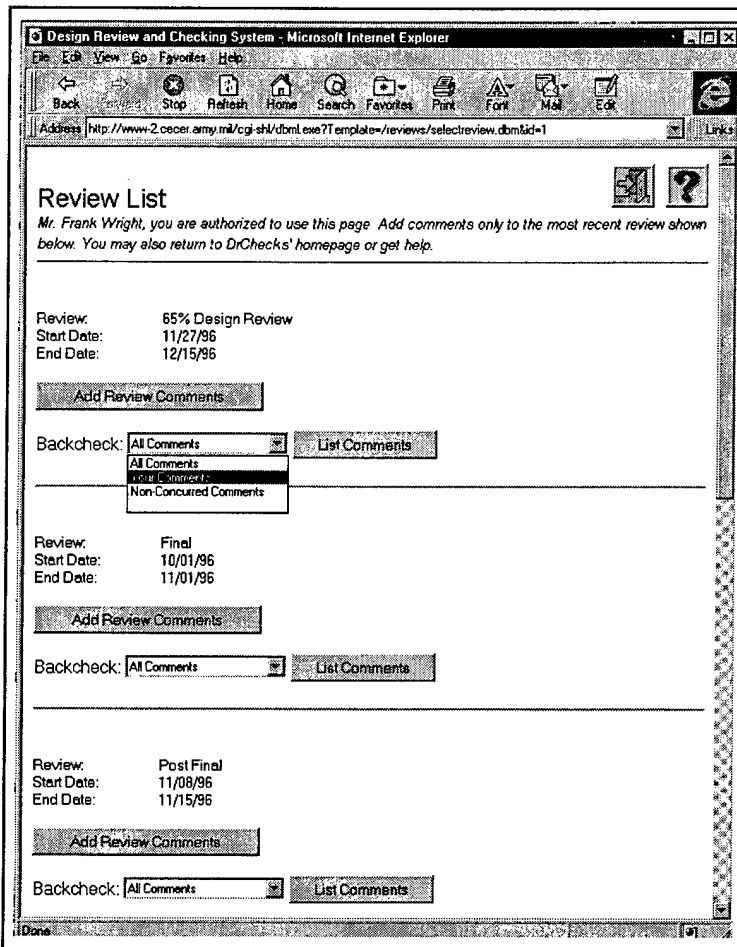 Design Review and Checking System - Microsoft Internet Explorer
File Edit View Go Favorites Help
Back Forward Stop Refresh Home Search Favorites Print Font Mail Edit
Address http://www-2.cecer.army.mil/cgi-shl/dbml.exe?Template=/reviews/selectreview.dbm&id=1 Links
Review List
Mr. Frank Wright, you are authorized to use this page Add comments only to the most recent review shown
below. You may also return to DrChecks' homepage or get help.
Review: 65% Design Review
Start Date: 11/27/96
End Date: 12/15/96
Add Review Comments
Backcheck: All Comments List Comments
All Comments
Your Comments
Non-Concurred Comments
Review: Final
Start Date: 10/01/96
End Date: 11/01/96
Add Review Comments
Backcheck: All Comments List Comments
Review: Post Final
Start Date: 11/08/96
End Date: 11/15/96
Add Review Comments
Backcheck: All Comments List Comments
Done